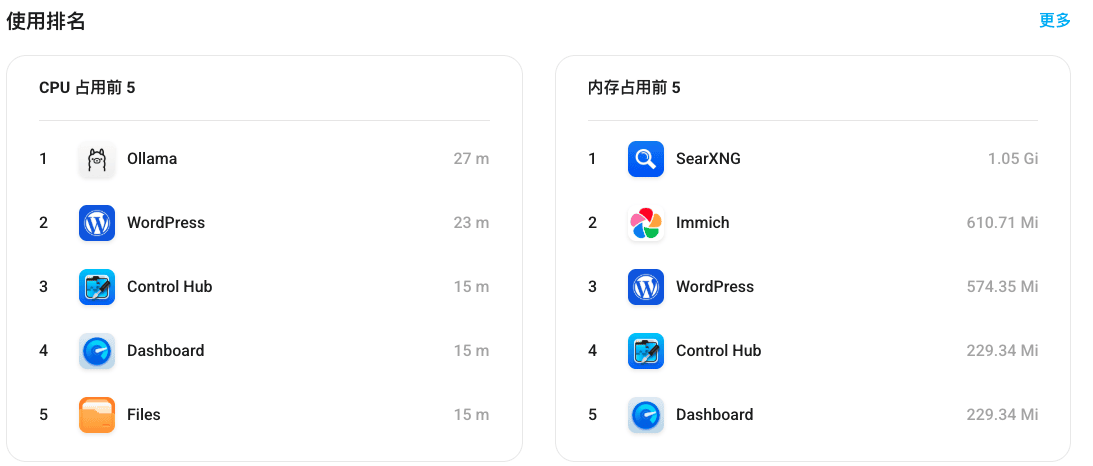 使用排名
更多
CPU 占用前 5
1 Ollama 27 m
2 WordPress 23 m
3 Control Hub 15 m
4 Dashboard 15 m
5 Files 15 m
内存占用前 5
1 SearXNG 1.05 Gi
2 Immich 610.71 Mi
3 WordPress 574.35 Mi
4 Control Hub 229.34 Mi
5 Dashboard 229.34 Mi